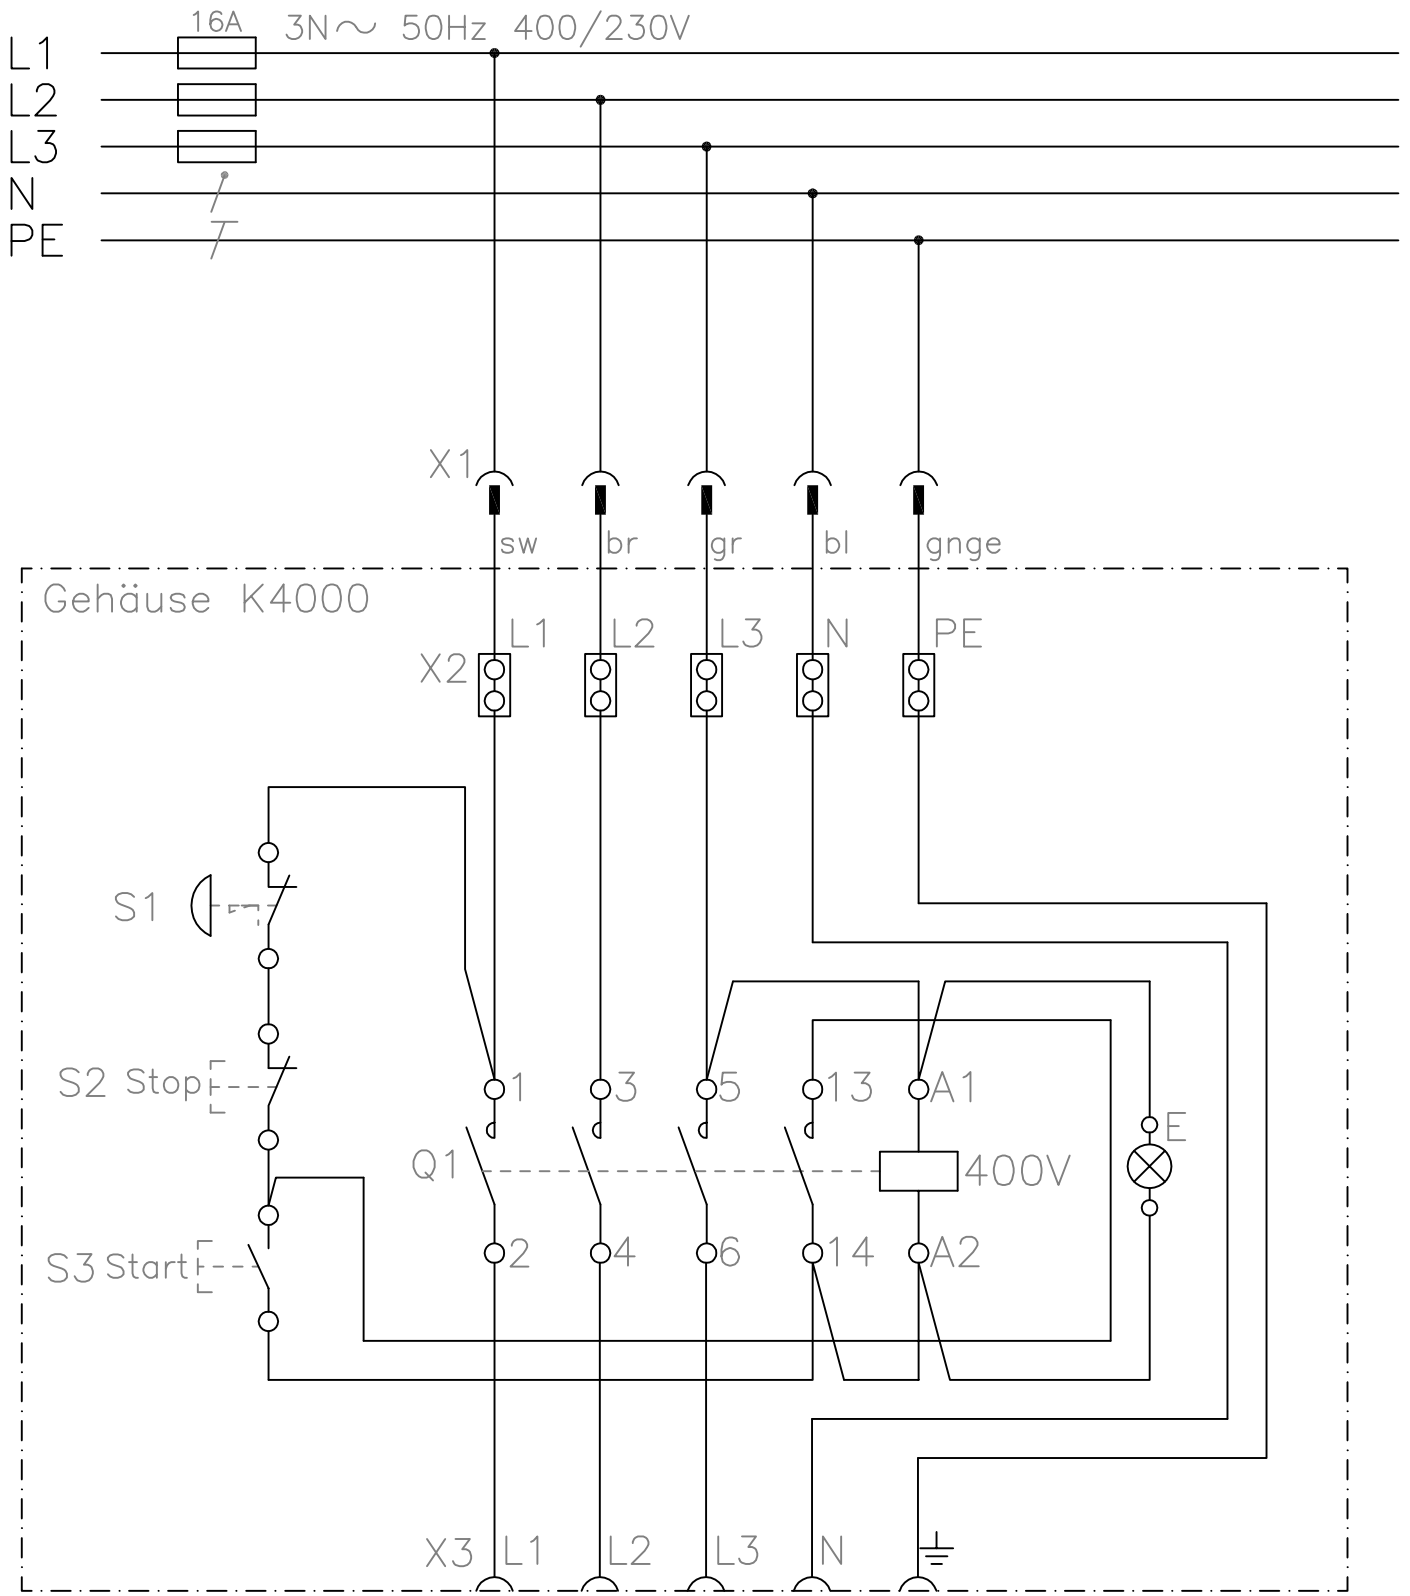 16A 3N~ 50Hz 400/230V
L1
L2
L3
N
PE
X1
sw br gr bl gnge
Gehäuse K4000
L1 L2 L3 N PE
X2
S1
S2 Stop
1 3 5 13 A1
E
Q1 400V
2 4 6 14 A2
S3 Start
X3 L1 L2 L3 N